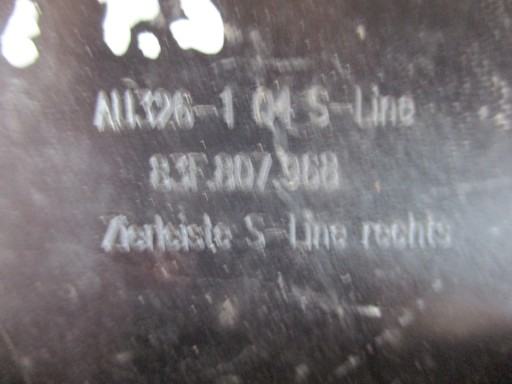 AU326-1 Q4 S-Line
83F.807.968
Zierleiste S-Line rechts